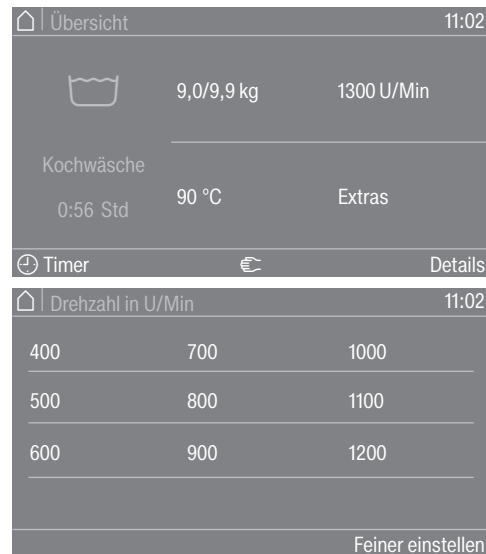 Übersicht 11:02
9,0/9,9 kg 1300 U/Min
Kochwäsche
0:56 Std
90 °C Extras
Timer Details
Drehzahl in U/Min 11:02
400 700 1000
500 800 1100
600 900 1200
Feiner einstellen